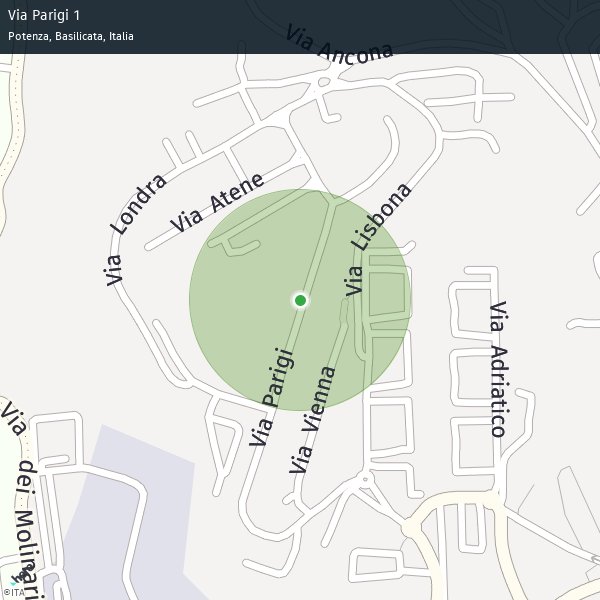 Via Parigi 1
Potenza, Basilicata, Italia
Via Ancona
Via Londra
Via Atene
Via Lisbona
Via Adriatico
Via Parigi
Via Vienna
Via dei Molinari
©ITA